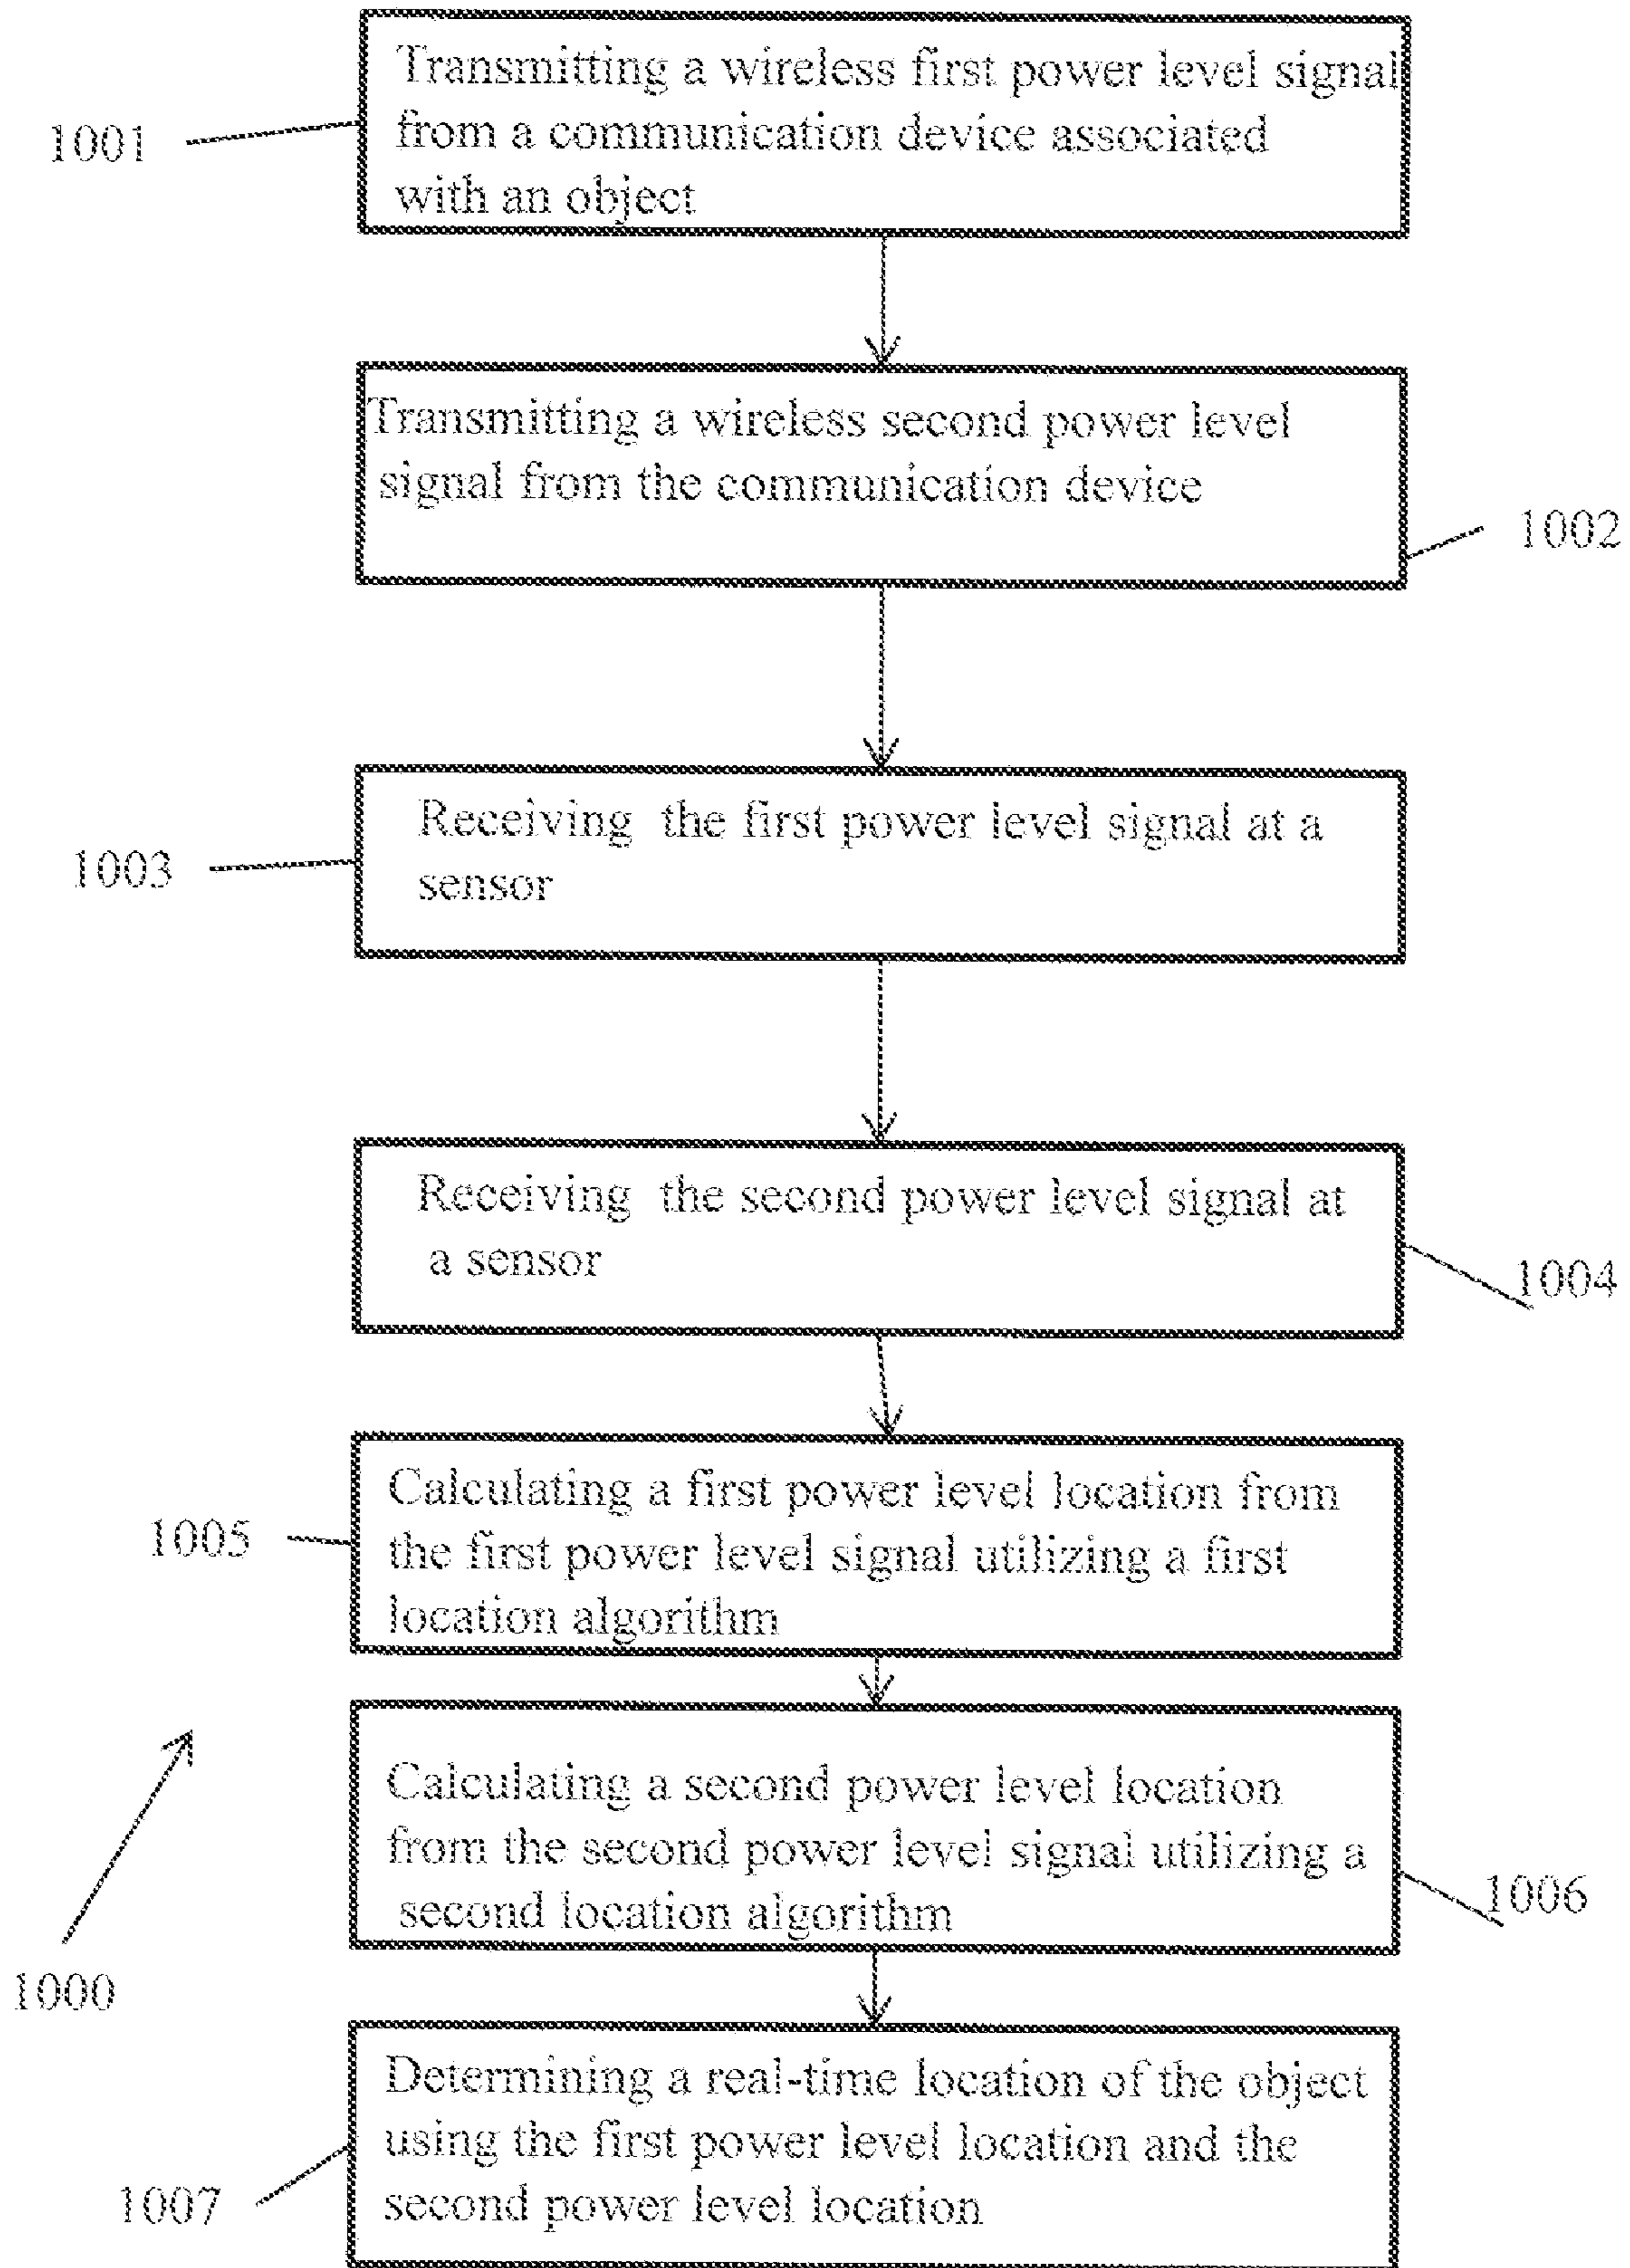 Transmitting a wireless first power level signal
from a communication device associated
with an object
1001
Transmitting a wireless second power level
signal from the communication device
1002
Receiving the first power level signal at a
sensor
1003
Receiving the second power level signal at
a sensor
1004
Calculating a first power level location from
the first power level signal utilizing a first
location algorithm
1005
Calculating a second power level location
from the second power level signal utilizing a
second location algorithm
1006
1000
Determining a real-time location of the object
using the first power level location and the
second power level location
1007